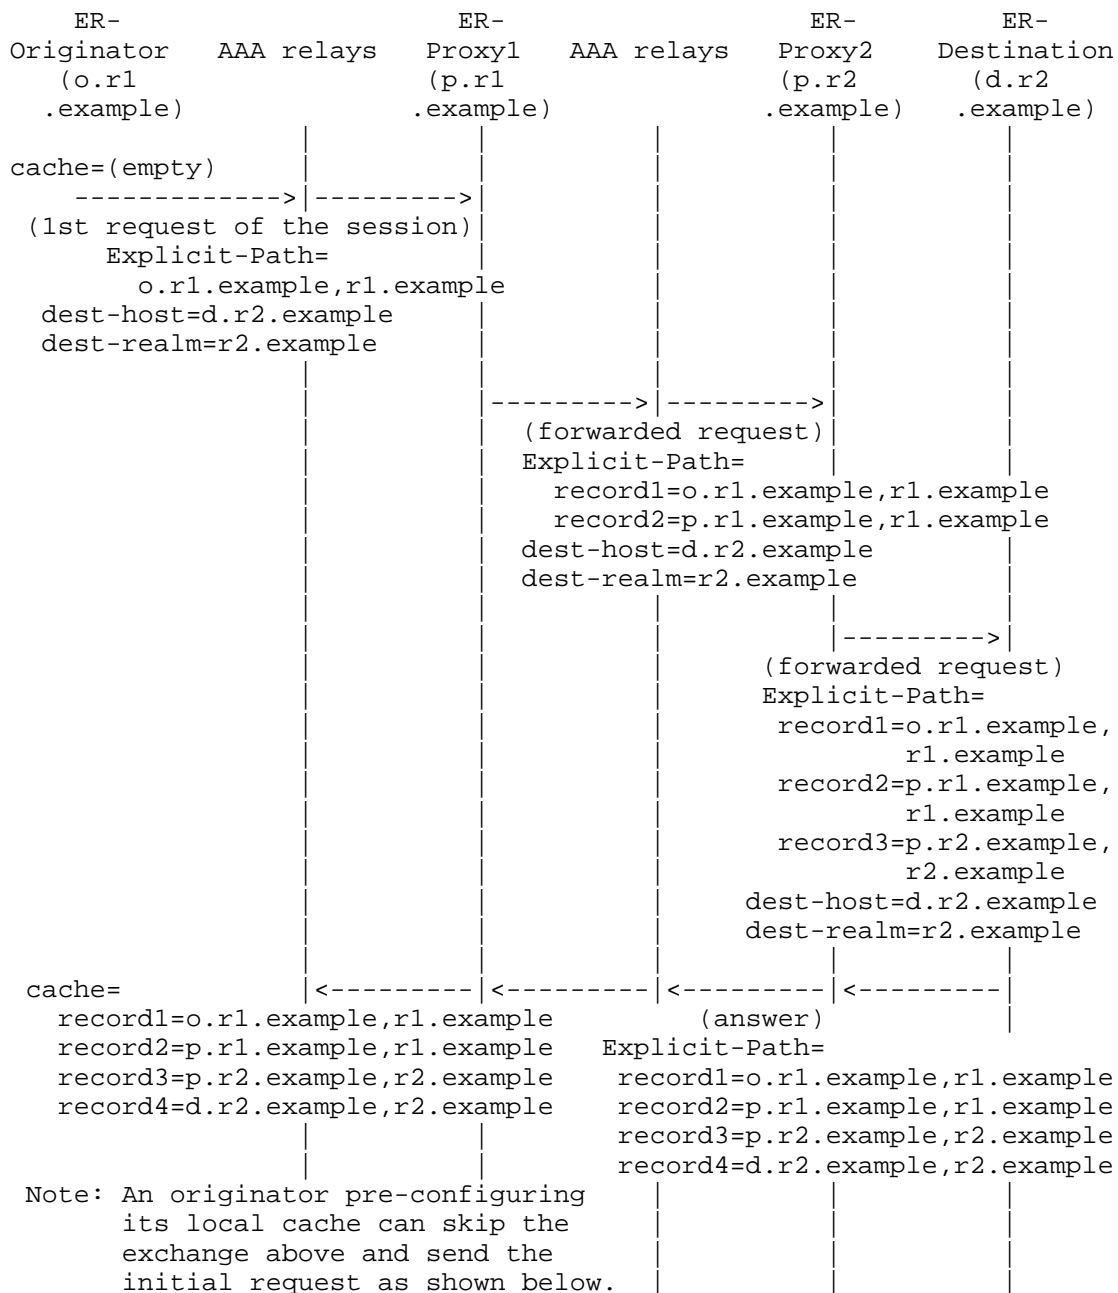 ER-                     ER-                   ER-         ER-
Originator   AAA relays   Proxy1   AAA relays   Proxy2    Destination
   (o.r1                  (p.r1                 (p.r2        (d.r2
  .example)              .example)             .example)   .example)
cache=(empty)
    ------------->|--------->|
 (1st request of the session)
      Explicit-Path=
        o.r1.example,r1.example
  dest-host=d.r2.example
  dest-realm=r2.example
|--------->|--------->|
(forwarded request)
Explicit-Path=
  record1=o.r1.example,r1.example
  record2=p.r1.example,r1.example
dest-host=d.r2.example
dest-realm=r2.example
|--------->|
(forwarded request)
Explicit-Path=
 record1=o.r1.example,
         r1.example
 record2=p.r1.example,
         r1.example
 record3=p.r2.example,
         r2.example
dest-host=d.r2.example
dest-realm=r2.example
 cache=            |<---------|<---------|<---------|<---------|
   record1=o.r1.example,r1.example         (answer)
   record2=p.r1.example,r1.example   Explicit-Path=
   record3=p.r2.example,r2.example    record1=o.r1.example,r1.example
   record4=d.r2.example,r2.example    record2=p.r1.example,r1.example
                                      record3=p.r2.example,r2.example
                                      record4=d.r2.example,r2.example
 Note: An originator pre-configuring
       its local cache can skip the
       exchange above and send the
       initial request as shown below.